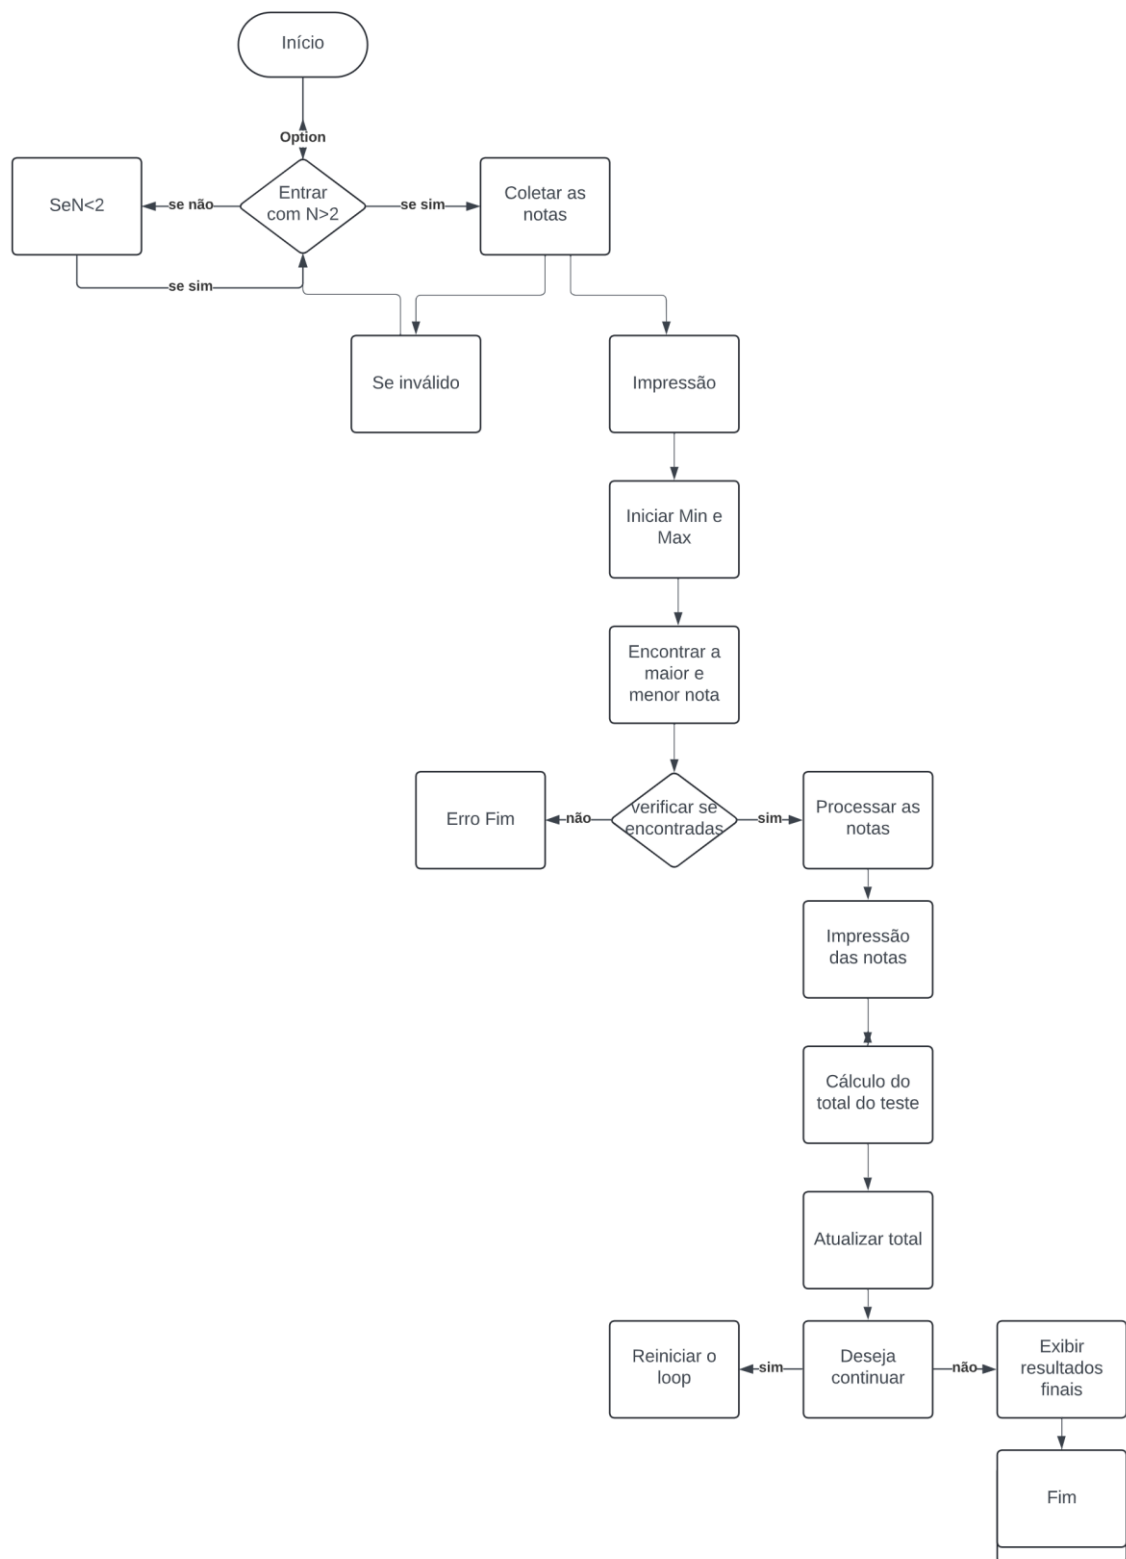 Início
Option
SeN<2
se não
Entrar
com N>2
se sim
Coletar as
notas
se sim
Se inválido
Impressão
Iniciar Min e
Max
Encontrar a
maior e
menor nota
Erro Fim
não
verificar se
encontradas
sim
Processar as
notas
Impressão
das notas
Cálculo do
total do teste
Atualizar total
Reiniciar o
loop
sim
Deseja
continuar
não
Exibir
resultados
finais
Fim